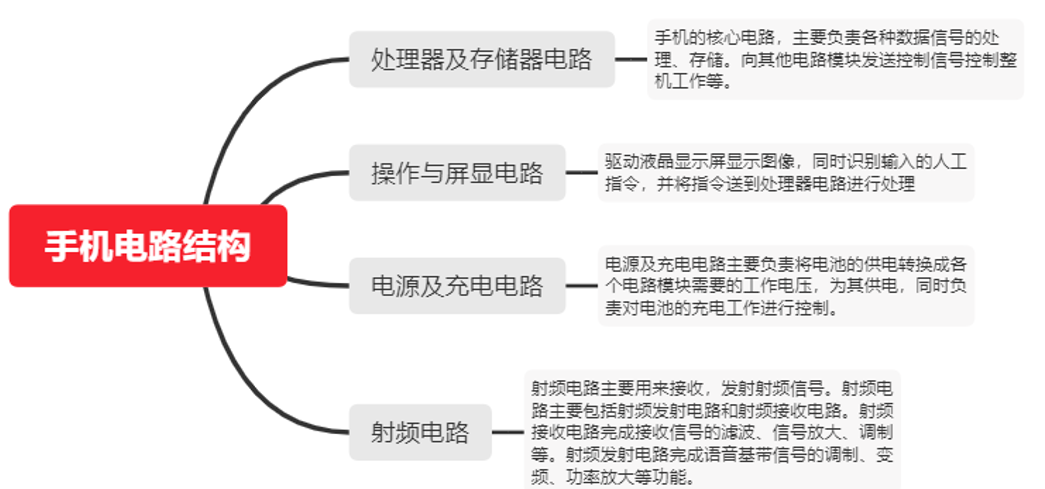 手机电路结构
处理器及存储器电路
手机的核心电路，主要负责各种数据信号的处
理、存储。向其他电路模块发送控制信号控制整
机工作等。
操作与屏显电路
驱动液晶显示屏显示图像，同时识别输入的人工
指令，并将指令送到处理器电路进行处理
电源及充电电路
电源及充电电路主要负责将电池的供电转换成各
个电路模块需要的工作电压，为其供电，同时负
责对电池的充电工作进行控制。
射频电路
射频电路主要用来接收，发射射频信号。射频电
路主要包括射频发射电路和射频接收电路。射频
接收电路完成接收信号的滤波、信号放大、调制
等。射频发射电路完成语音基带信号的调制、变
频、功率放大等功能。